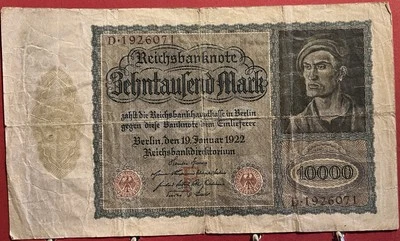 D·1926071
Reichsbanknote
Zehntausend Mark
zahlt die Reichsbankhauptkasse in Berlin
gegen diese Banknote dem Einlieferer
Berlin, den 19. Januar 1922
Reichsbankdirektorium
10000
D·1926071